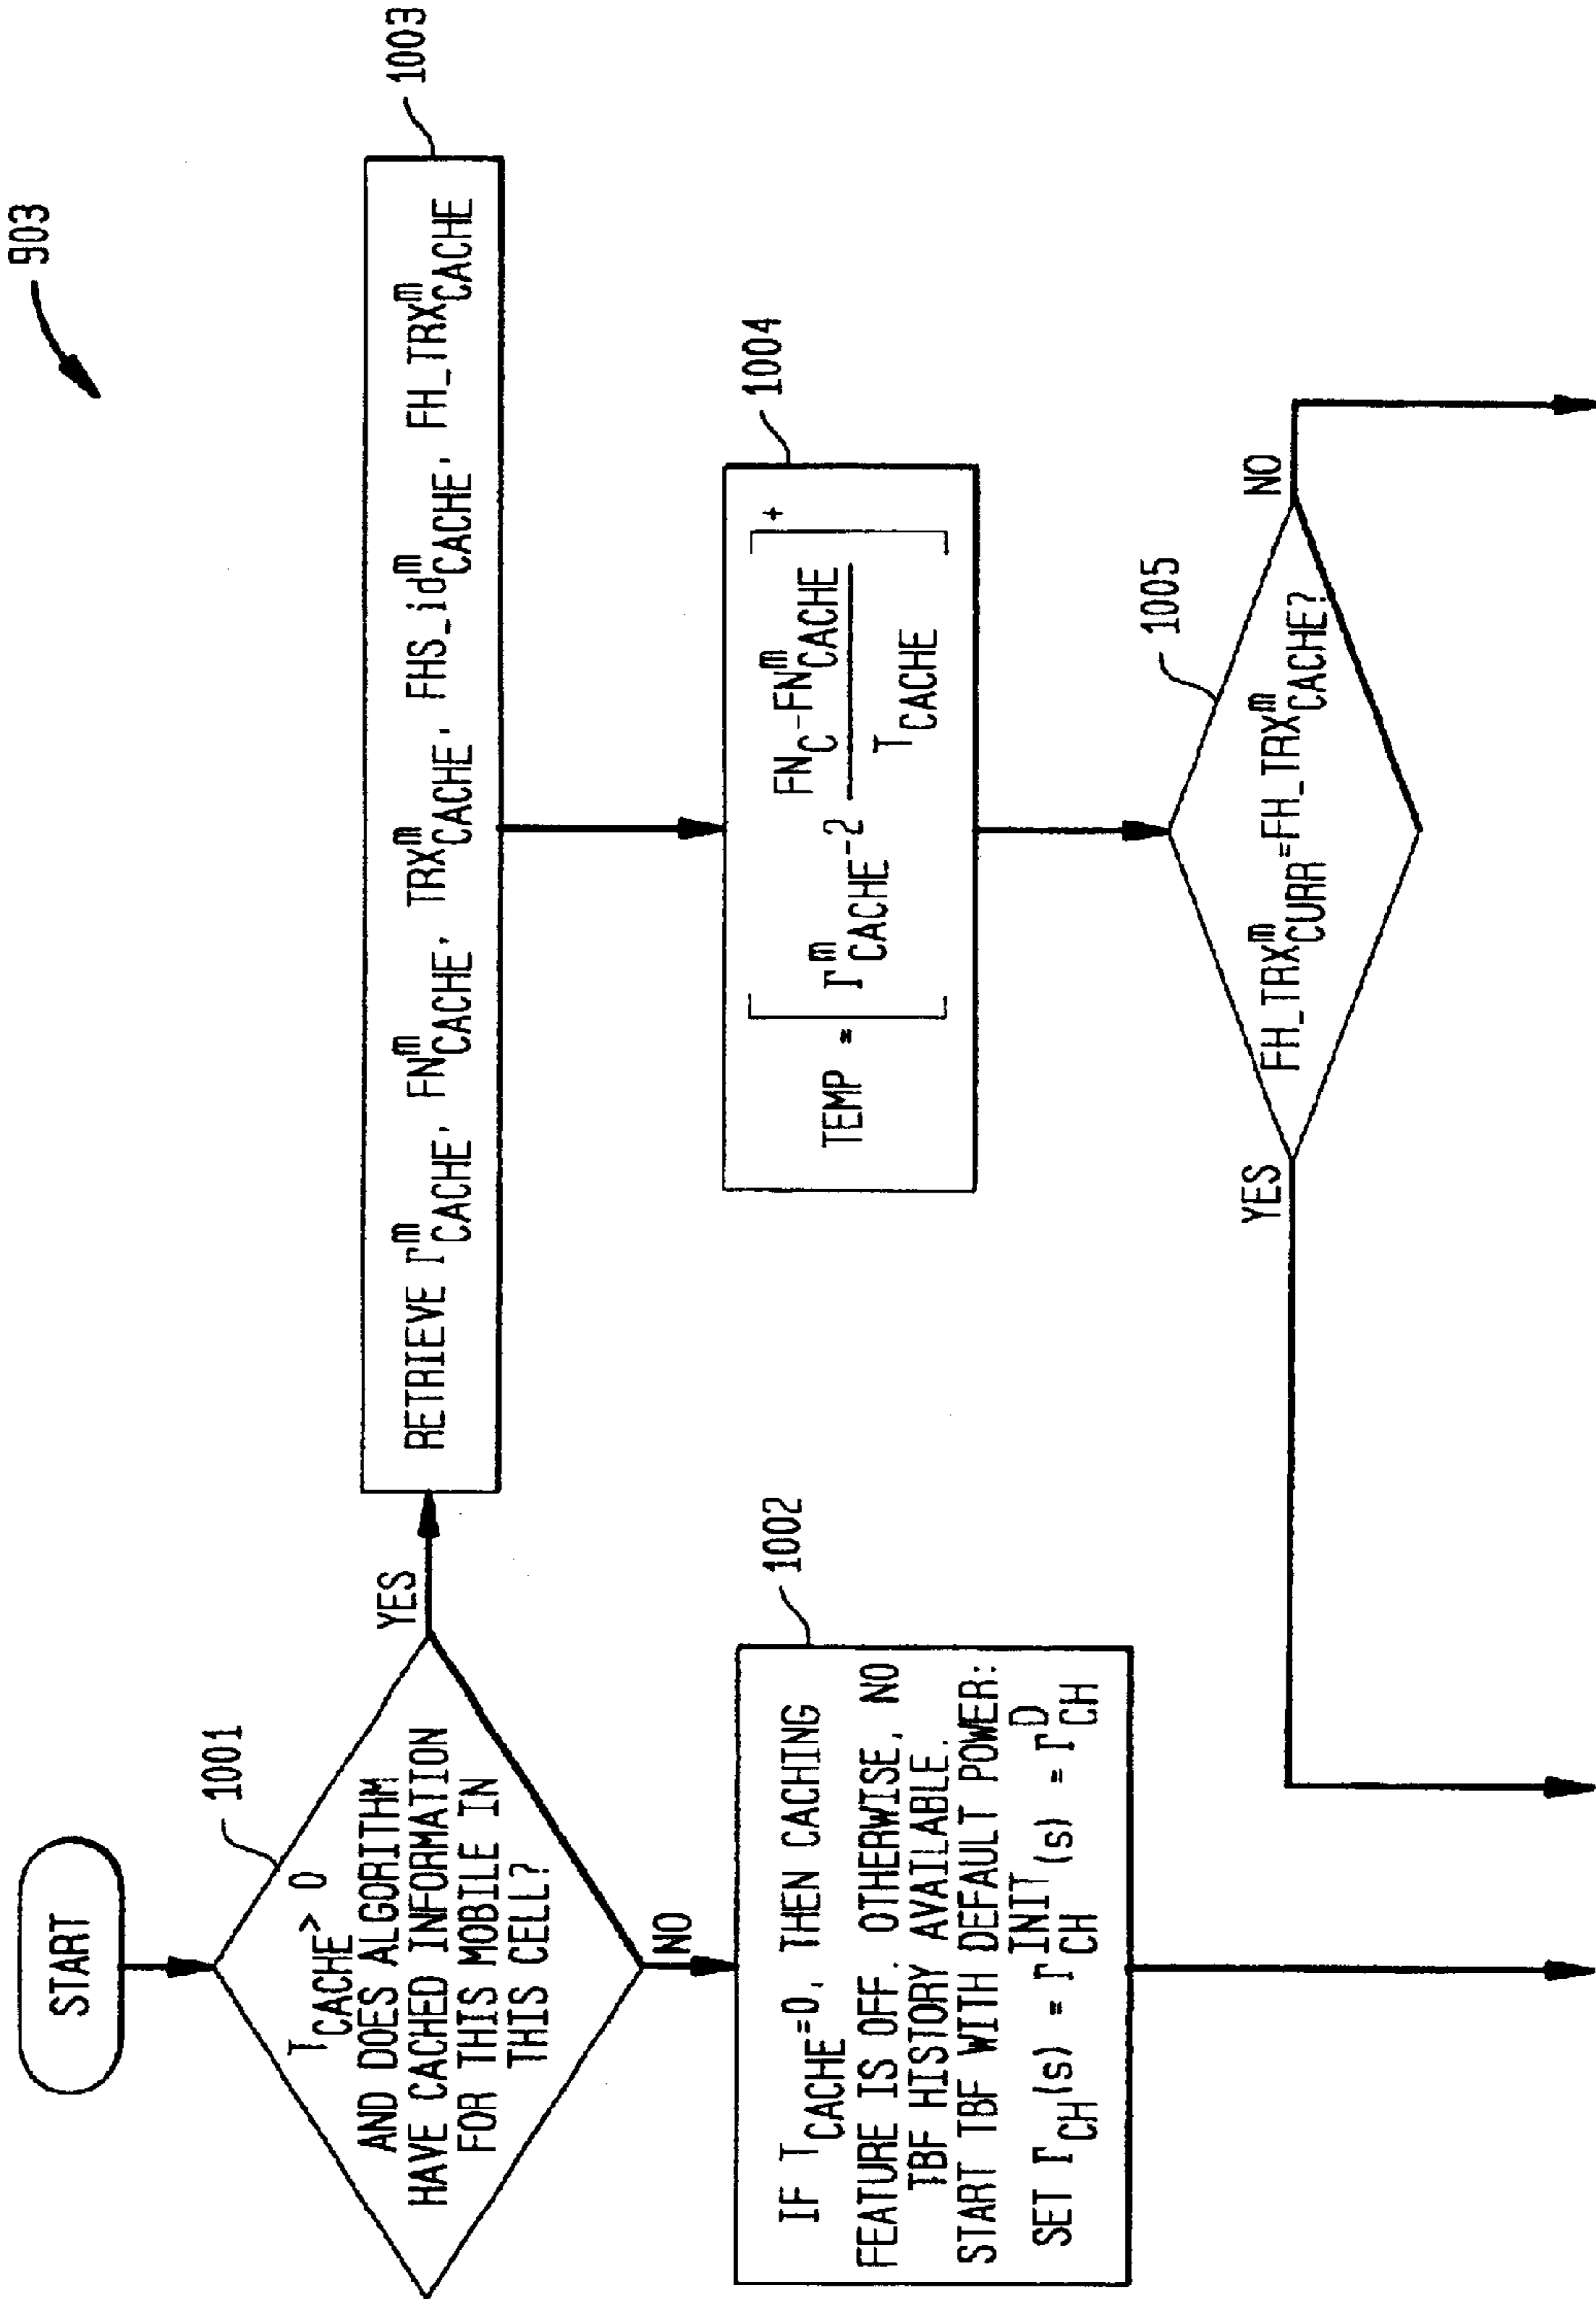 903
START
1001
T_CACHE > 0
AND DOES ALGORITHM
HAVE CACHED INFORMATION
FOR THIS MOBILE IN
THIS CELL?
YES
NO
1002
IF T_CACHE=0, THEN CACHING
FEATURE IS OFF. OTHERWISE, NO
TBF HISTORY AVAILABLE.
START TBF WITH DEFAULT POWER:
SET Γ_CH(s) = Γ^INIT_CH(s) = Γ^D_CH
1003
RETRIEVE Γ^m_CACHE, FN^m_CACHE, TRX^m_CACHE, FHS_id^m_CACHE, FH_TRX^m_CACHE
1004
TEMP = [Γ^m_CACHE-2 (FN_C-FN^m_CACHE)/T_CACHE]^+
1005
FH_TRX^m_CURR=FH_TRX^m_CACHE?
YES
NO